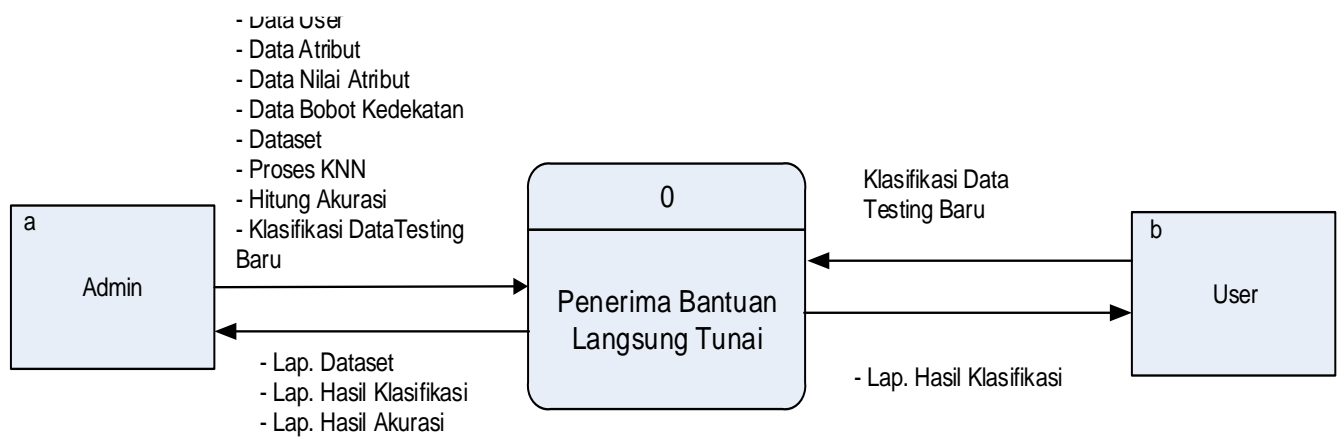 - Data User
- Data Atribut
- Data Nilai Atribut
- Data Bobot Kedekatan
- Dataset
- Proses KNN
- Hitung Akurasi
- Klasifikasi DataTesting
Baru
a
Admin
- Lap. Dataset
- Lap. Hasil Klasifikasi
- Lap. Hasil Akurasi
0
Penerima Bantuan
Langsung Tunai
Klasifikasi Data
Testing Baru
- Lap. Hasil Klasifikasi
b
User